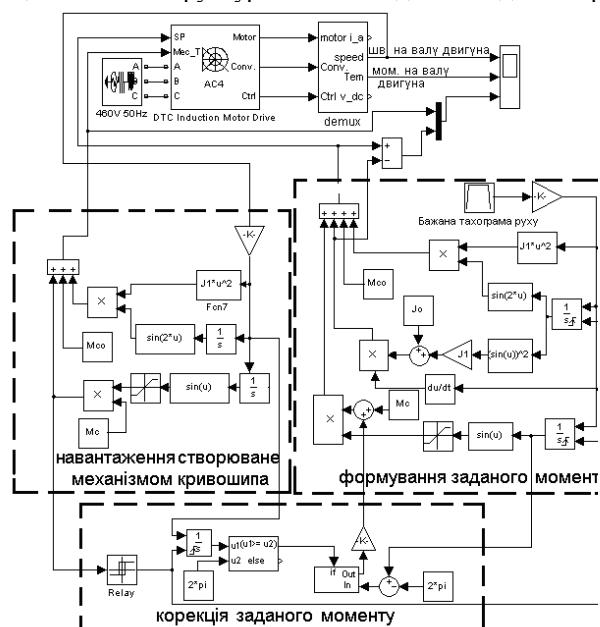 SP
Mec_T
A
B
C
A
B
C
460V 50Hz
Motor
Conv.
Ctrl
AC4
DTC Induction Motor Drive
motor i_a
speed
Conv.
Tem
Ctrl v_dc
demux
шв. на валу двигуна
мом. на валу
двигуна
+
−
-K-
+ + +
×
J1*u^2
Fcn7
Mco
sin(2*u)
1
s
×
sin(u)
1
s
Mc
навантаження створюване
механізмом кривошипа
-K-
Бажана тахограма руху
+ + + +
×
J1*u^2
Mco
sin(2*u)
1
s
Jo
×
++
J1
(sin(u))^2
du/dt
×
++
Mc
sin(u)
1
s
формування заданого момент
-K-
Relay
1
s
2*pi
u1(u1>= u2)
u2 else
if
Out
In
+
−
2*pi
корекція заданого моменту